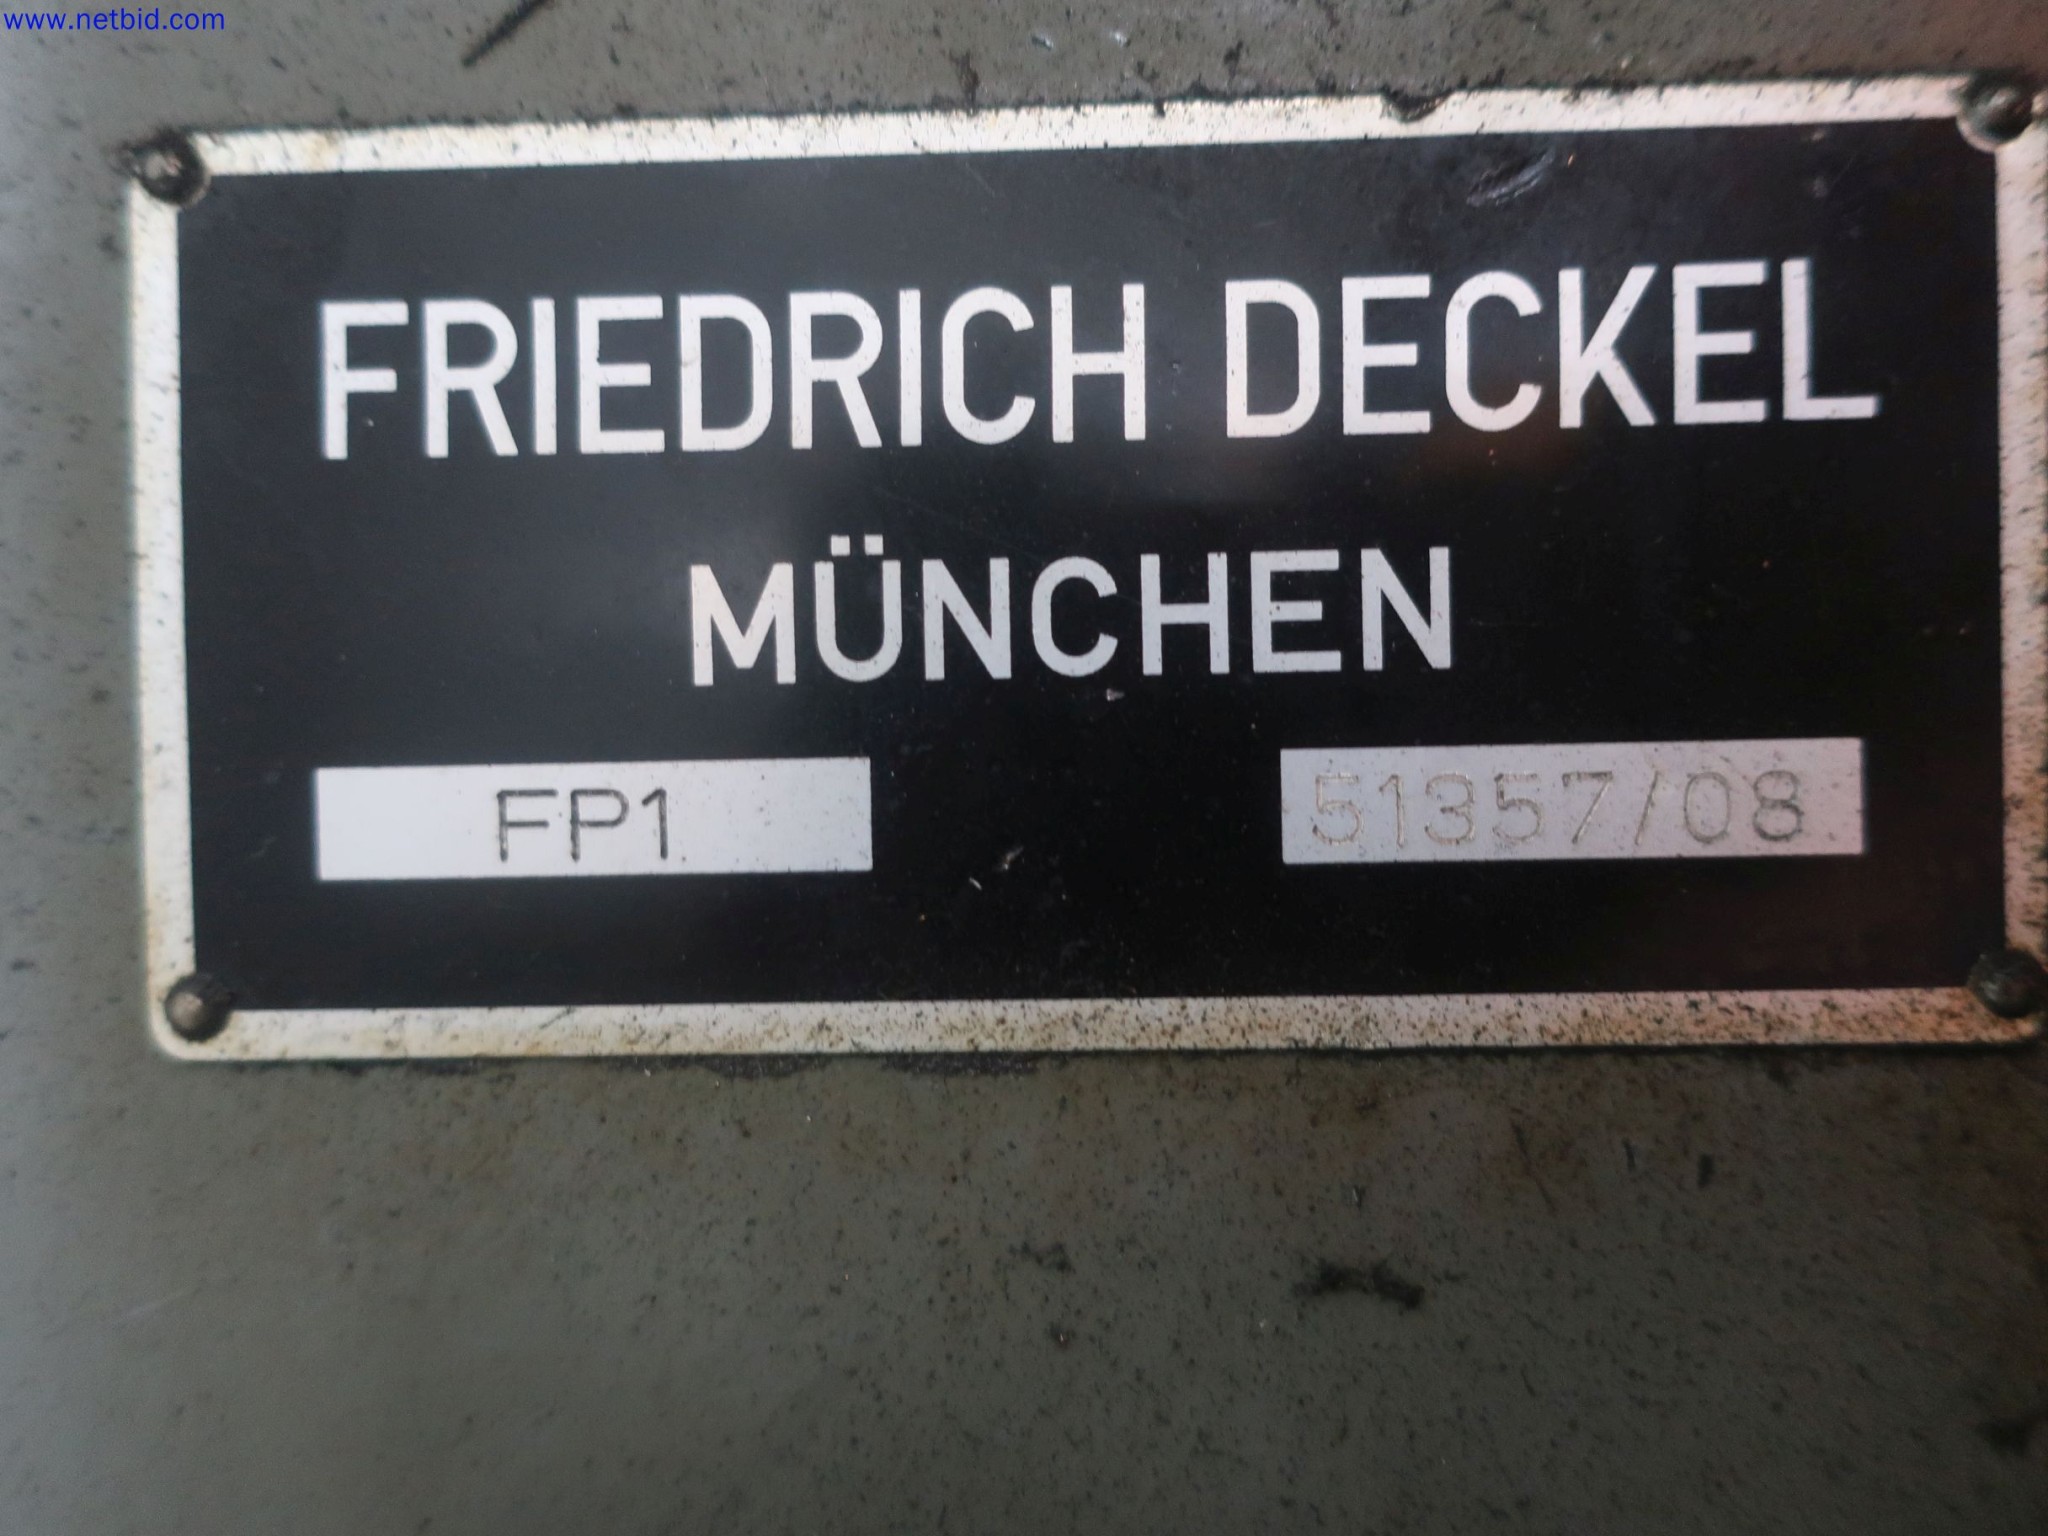 www.netbid.com
FRIEDRICH DECKEL
MÜNCHEN
FP1 51357/08